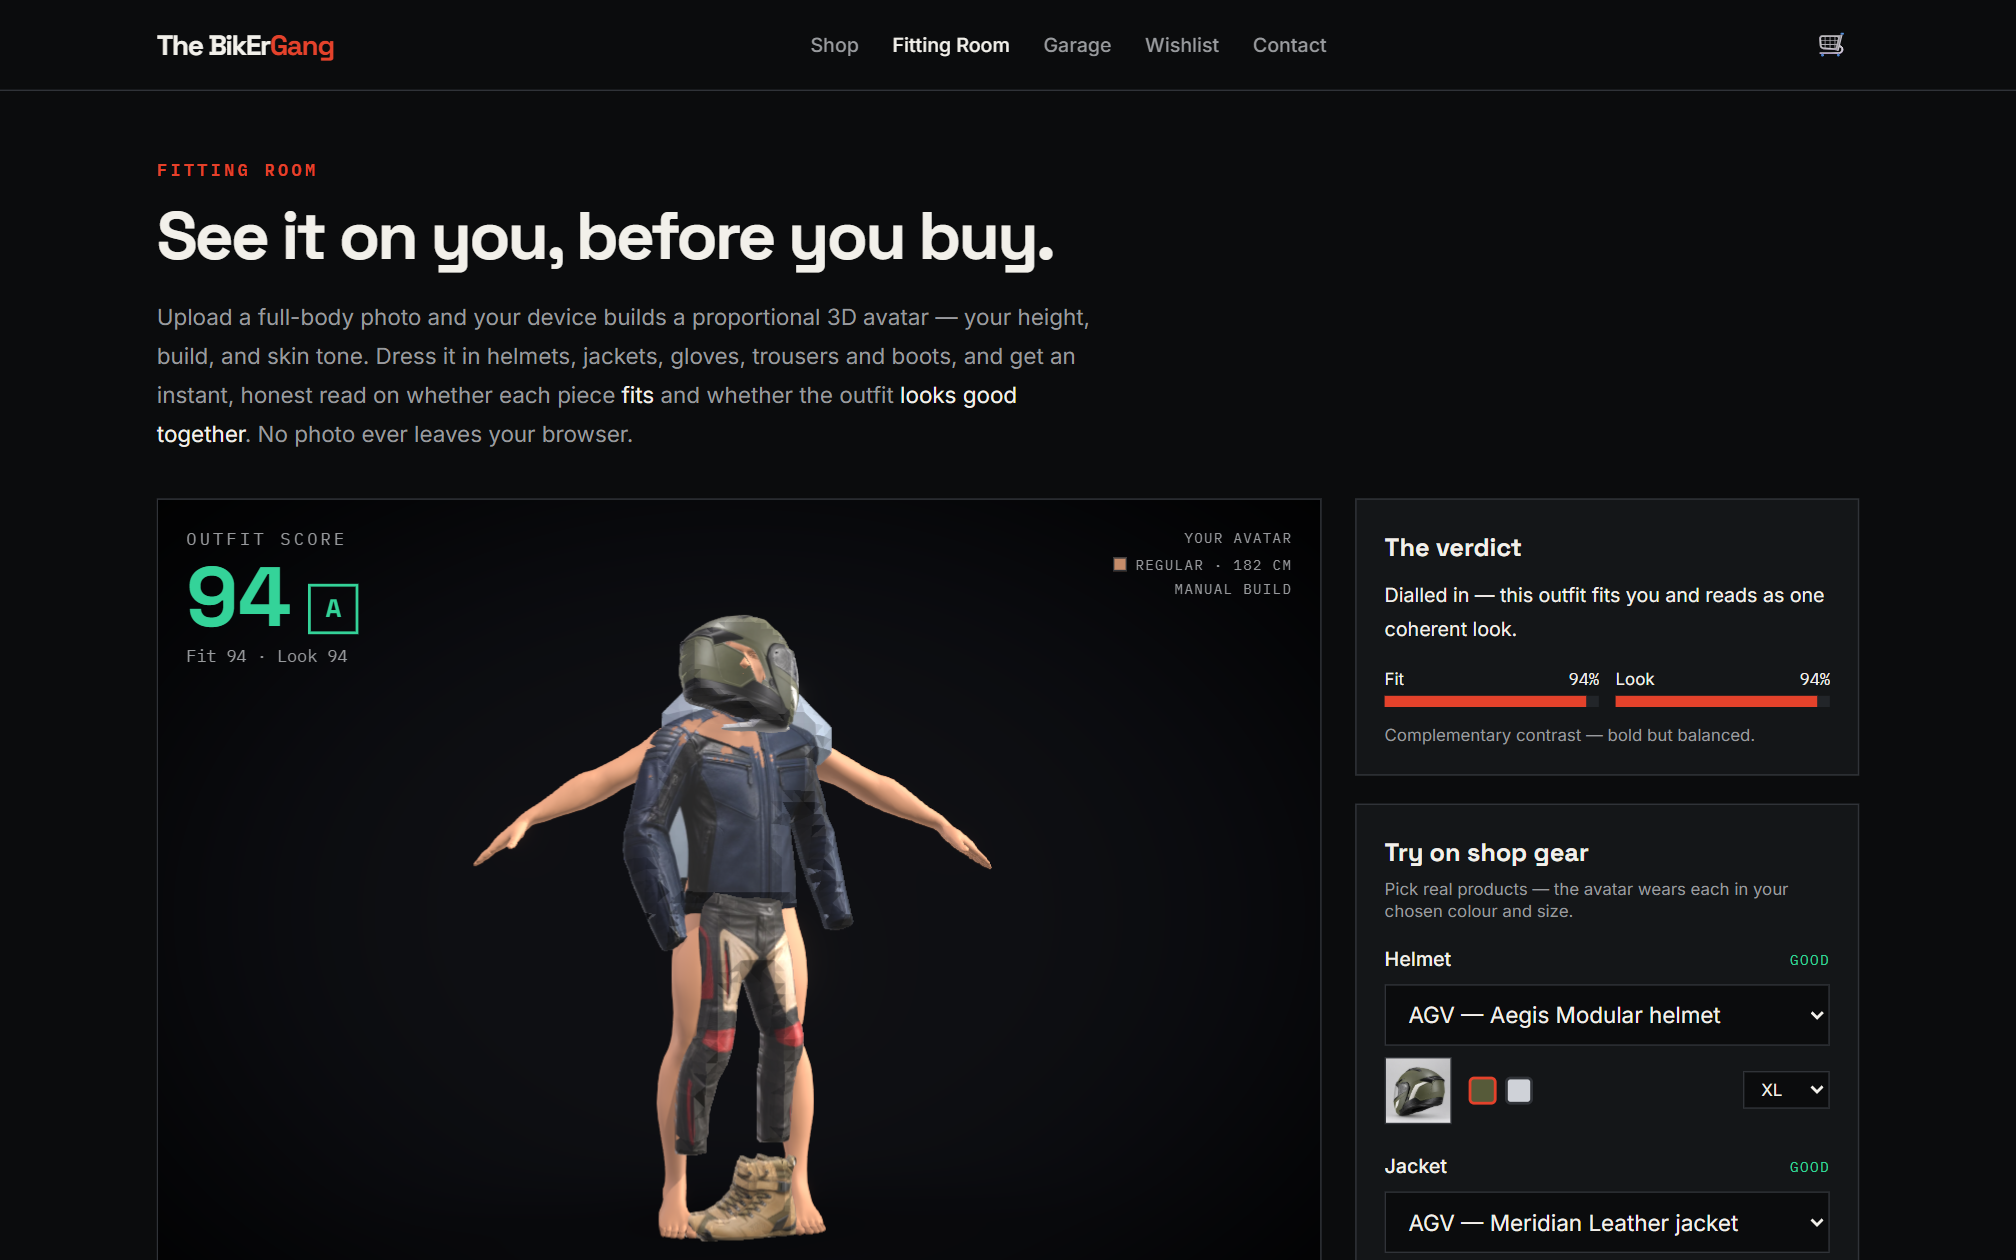 The BikErGang
Shop
Fitting Room
Garage
Wishlist
Contact
FITTING ROOM
See it on you, before you buy.
Upload a full-body photo and your device builds a proportional 3D avatar — your height,
build, and skin tone. Dress it in helmets, jackets, gloves, trousers and boots, and get an
instant, honest read on whether each piece fits and whether the outfit looks good
together. No photo ever leaves your browser.
OUTFIT SCORE
94 A
Fit 94 · Look 94
YOUR AVATAR
REGULAR · 182 CM
MANUAL BUILD
The verdict
Dialled in — this outfit fits you and reads as one
coherent look.
Fit 94%
Look 94%
Complementary contrast — bold but balanced.
Try on shop gear
Pick real products — the avatar wears each in your
chosen colour and size.
Helmet GOOD
AGV — Aegis Modular helmet
XL
Jacket GOOD
AGV — Meridian Leather jacket